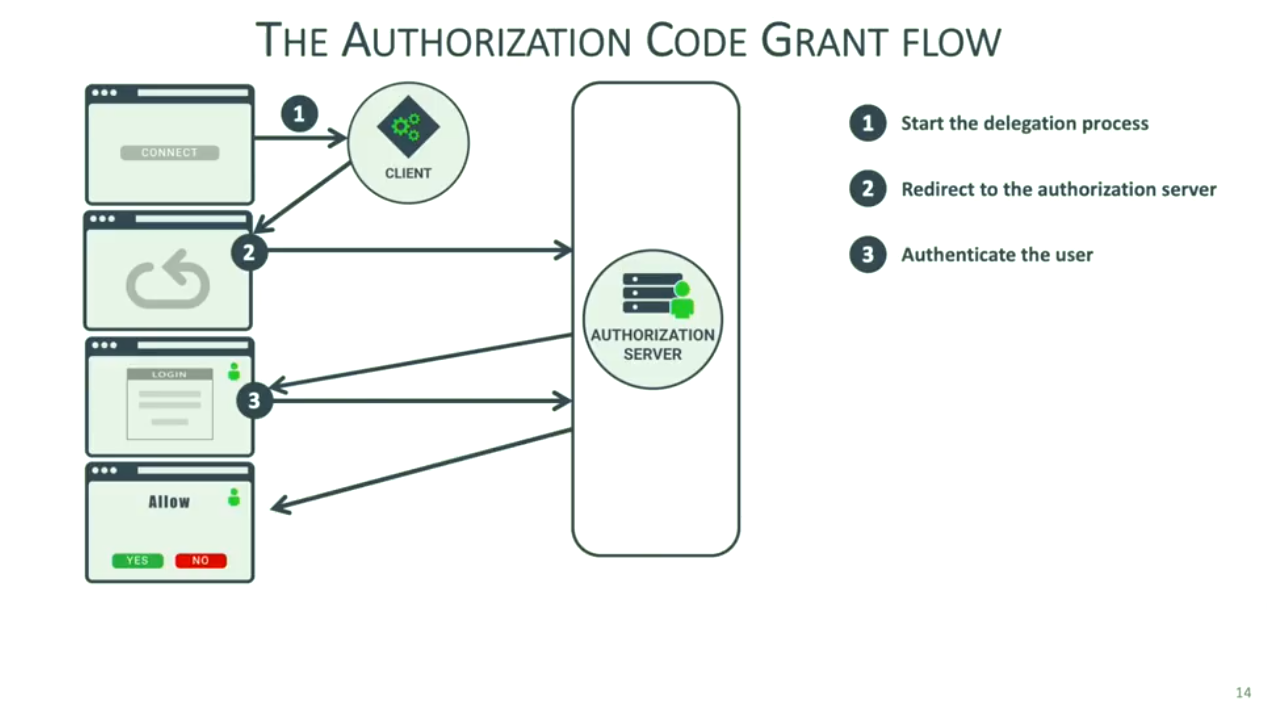 THE AUTHORIZATION CODE GRANT FLOW
CONNECT
1
CLIENT
2
AUTHORIZATION
SERVER
LOGIN
3
Allow
YES
NO
1 Start the delegation process
2 Redirect to the authorization server
3 Authenticate the user
14